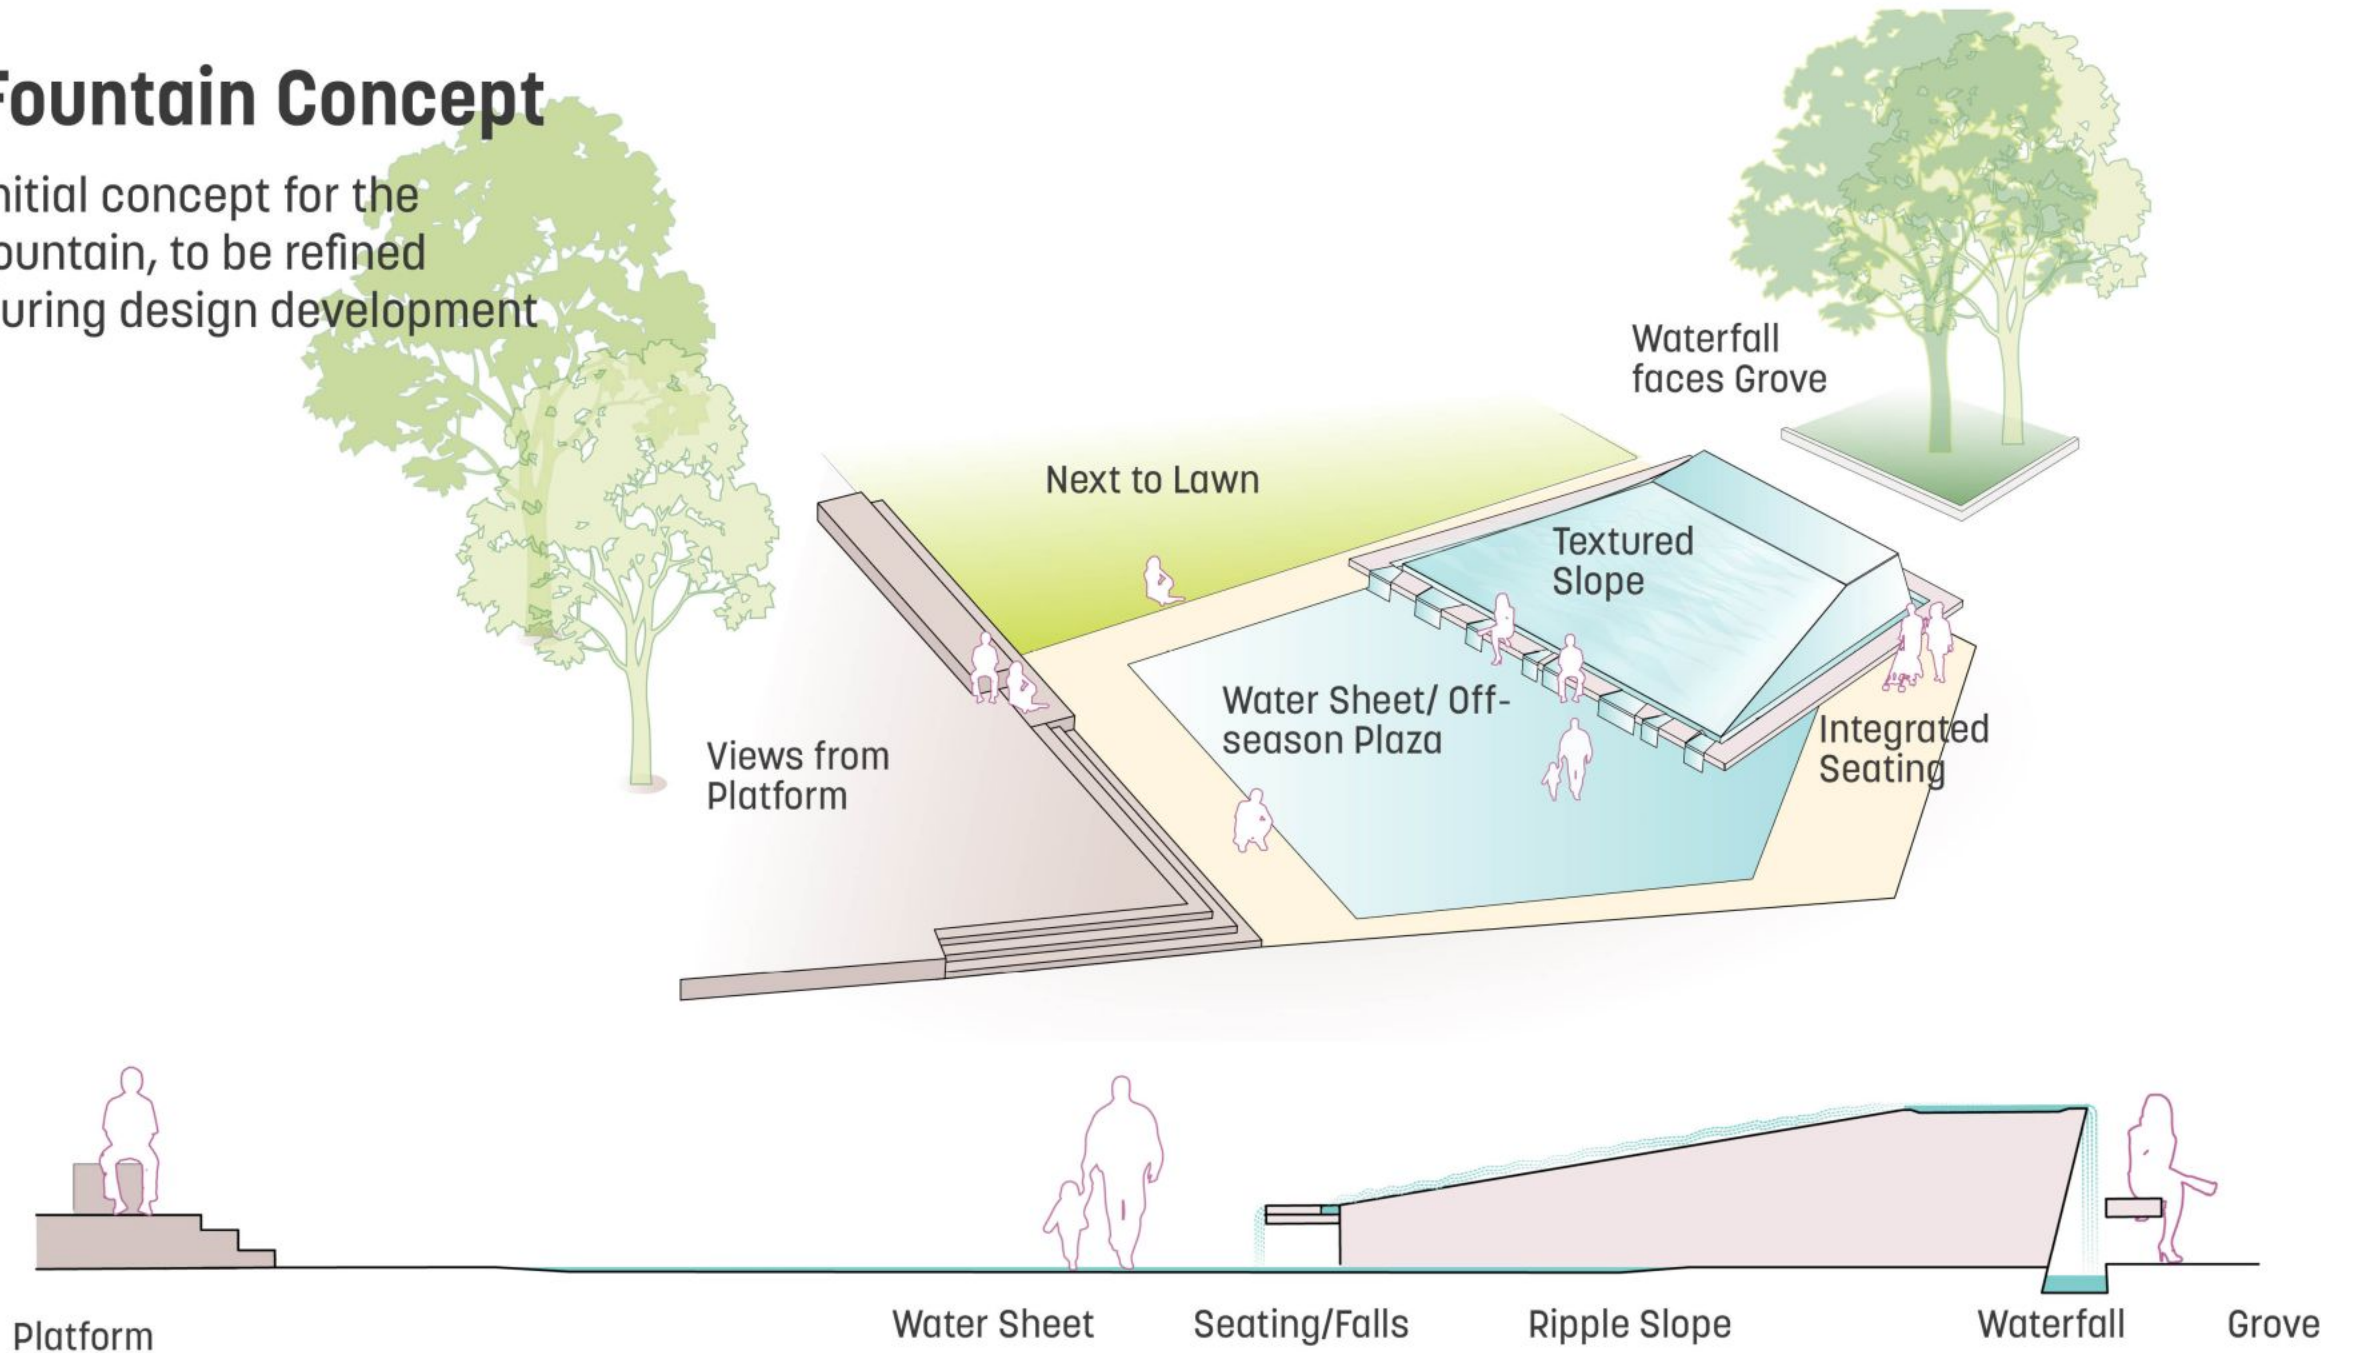 Fountain Concept
nitial concept for the
ountain, to be refined
uring design development
Waterfall
faces Grove
Next to Lawn
Textured
Slope
Water Sheet/ Off-
season Plaza
Integrated
Seating
Views from
Platform
Platform
Water Sheet
Seating/Falls
Ripple Slope
Waterfall
Grove